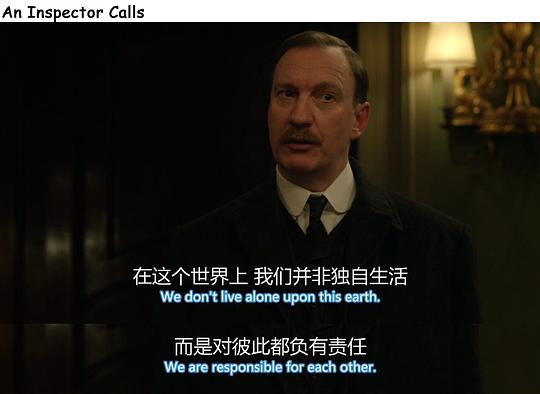 An Inspector Calls
在这个世界上 我们并非独自生活
We don't live alone upon this earth.
而是对彼此都负有责任
We are responsible for each other.